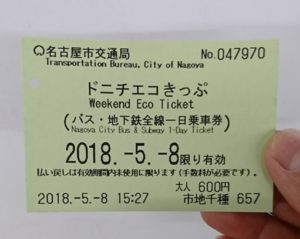 名古屋市交通局 No.047970
Transportation Bureau, City of Nagoya
ドニチエコきっぷ
Weekend Eco Ticket
(バス・地下鉄全線一日乗車券)
Nagoya City Bus & Subway 1-Day Ticket
2018.-5.-8限り有効
払い戻しは有効期間内未使用に限ります(手数料が必要です)。
大人 600円
2018.-5.-8 15:27 市地千種 657